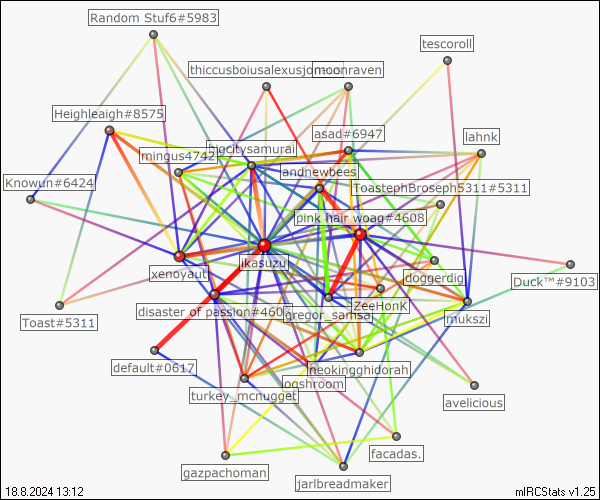 Random Stuf6#5983
tescoroll
thiccusboiusalexusjon
moonraven
Heighleaigh#8575
asad#6947
lahnk
bigcitysamurai
mingus4742
andnewbees
Knowun#6424
ToastephBroseph5311#5311
pink hair woag#4608
ikasuzu
xenoyaut
doggerdig
Duck™#9103
ZeeHonK
disaster of passion#460
gregor_samsa
mukszi
Toast#5311
default#0617
neokingghidorah
ooshroom
turkey_mcnugget
avelicious
facadas.
gazpachoman
jarlbreadmaker
18.8.2024 13:12
mIRCStats v1.25